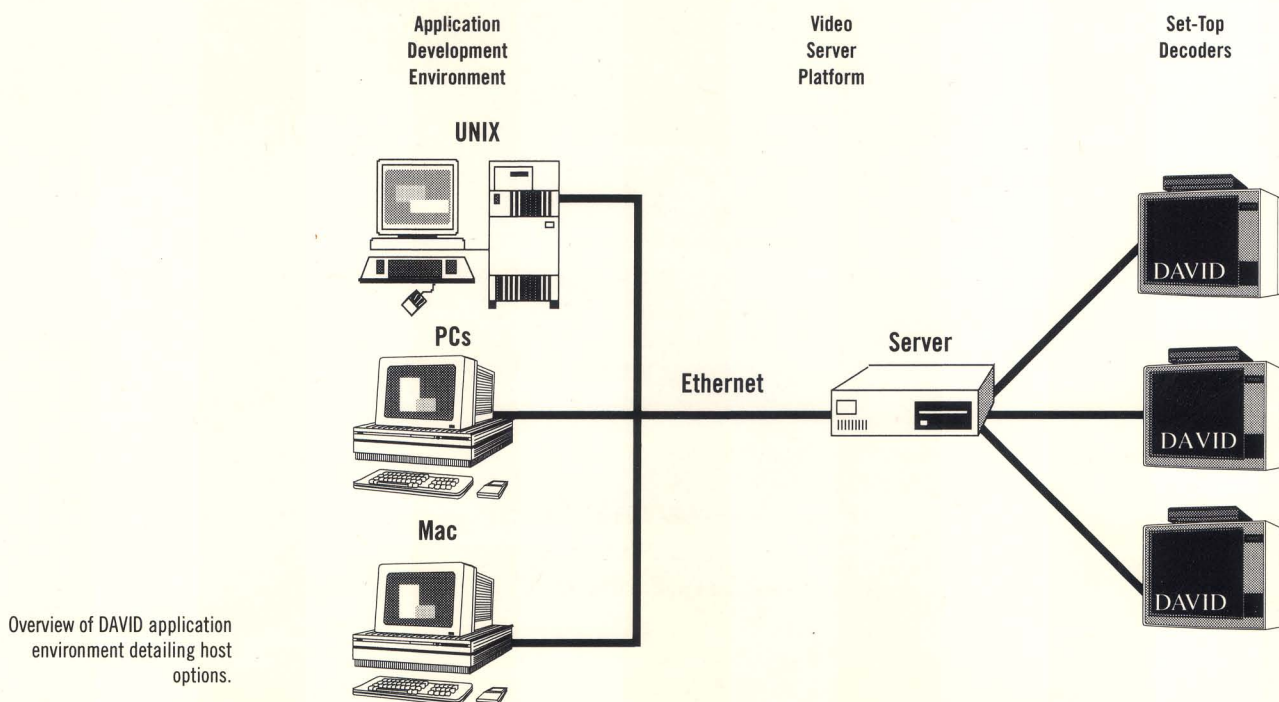 Application
Development
Environment
Video
Server
Platform
Set-Top
Decoders
UNIX
PCs
Mac
Ethernet
Server
DAVID
DAVID
DAVID
Overview of DAVID application
environment detailing host
options.